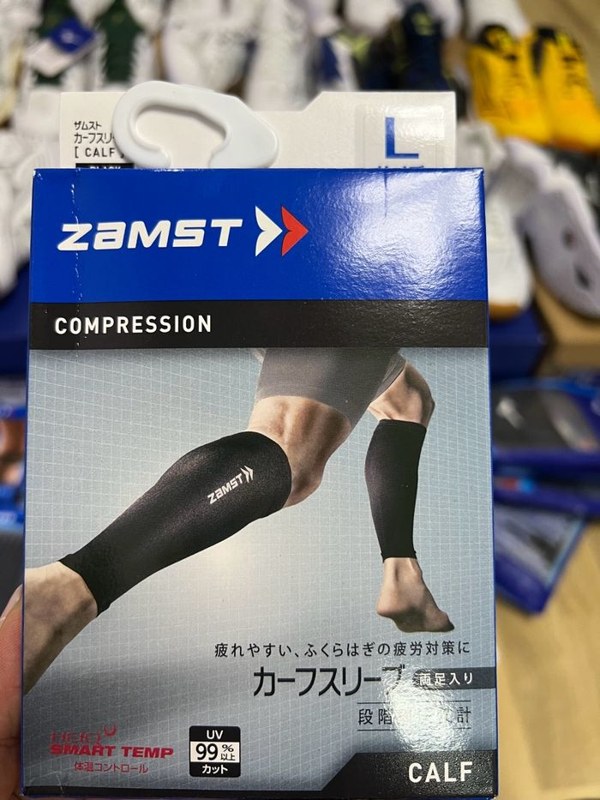 ザムスト
カーフスリー
[ CALF ]
L
ZAMST
COMPRESSION
ZAMST
疲れやすい、ふくらはぎの疲労対策に
カーフスリーブ 両足入り
段階
計
SMART TEMP
体温コントロール
UV
99%以上
カット
CALF